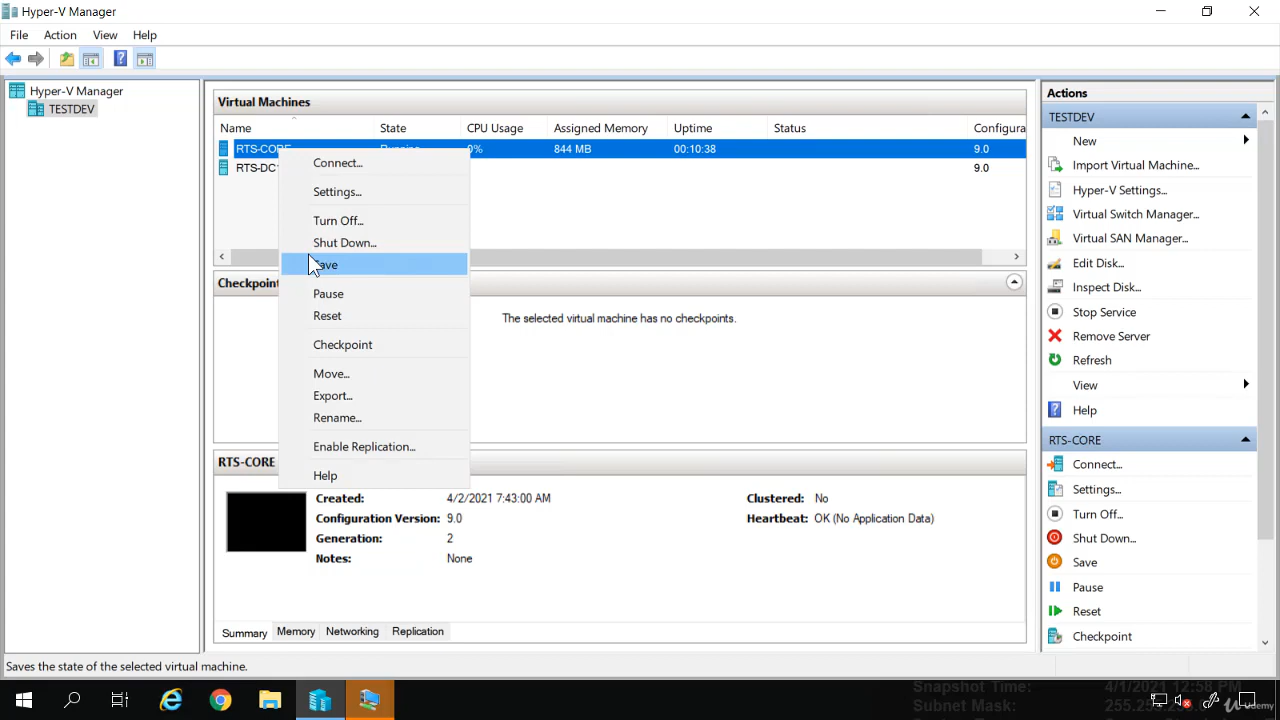 Hyper-V Manager
File Action View Help
Hyper-V Manager
TESTDEV
Virtual Machines
Name State CPU Usage Assigned Memory Uptime Status Configura
RTS-CORE Running 0% 844 MB 00:10:38 9.0
RTS-DC 9.0
Connect...
Settings...
Turn Off...
Shut Down...
Save
Pause
Reset
Checkpoint
Move...
Export...
Rename...
Enable Replication...
Help
Checkpoint
The selected virtual machine has no checkpoints.
RTS-CORE
Created: 4/2/2021 7:43:00 AM Clustered: No
Configuration Version: 9.0 Heartbeat: OK (No Application Data)
Generation: 2
Notes: None
Summary Memory Networking Replication
Actions
TESTDEV
New
Import Virtual Machine...
Hyper-V Settings...
Virtual Switch Manager...
Virtual SAN Manager...
Edit Disk...
Inspect Disk...
Stop Service
Remove Server
Refresh
View
Help
RTS-CORE
Connect...
Settings...
Turn Off...
Shut Down...
Save
Pause
Reset
Checkpoint
Saves the state of the selected virtual machine.
Snapshot Time: 4/1/2021 12:58 PM
Subnet Mask:
Udemy